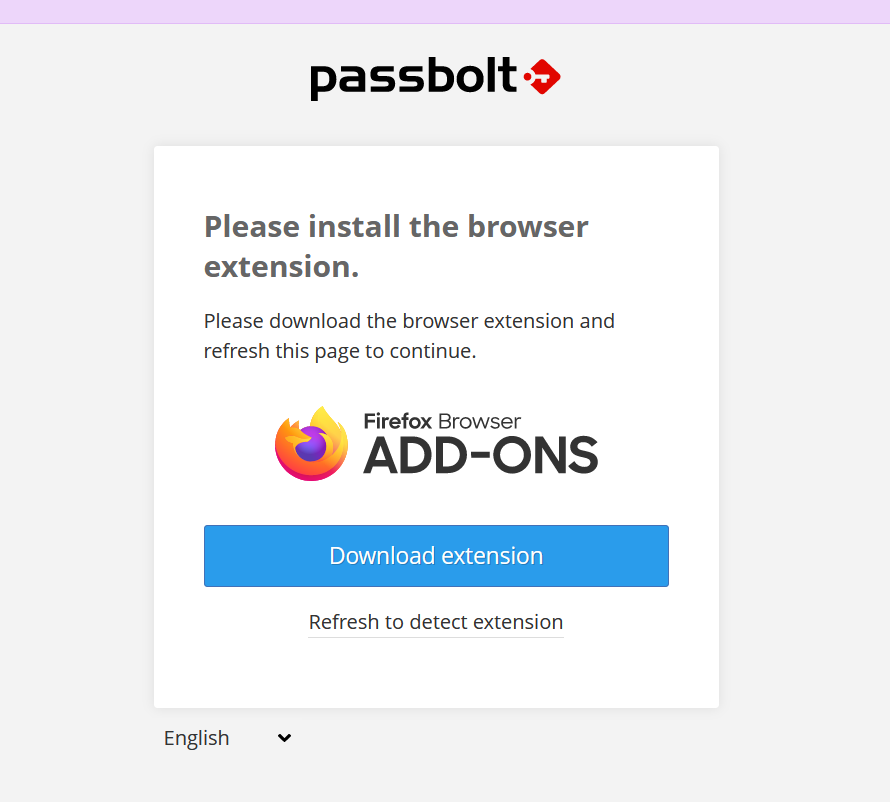 passbolt
Please install the browser
extension.
Please download the browser extension and
refresh this page to continue.
Firefox Browser
ADD-ONS
Download extension
Refresh to detect extension
English